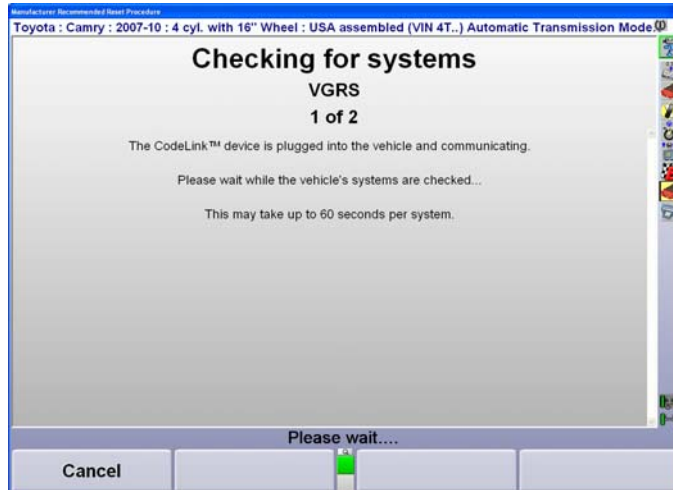 Manufacturer Recommended Reset Procedure
Toyota : Camry : 2007-10 : 4 cyl. with 16" Wheel : USA assembled (VIN 4T..) Automatic Transmission Mode
Checking for systems
VGRS
1 of 2
The CodeLink™ device is plugged into the vehicle and communicating.
Please wait while the vehicle's systems are checked...
This may take up to 60 seconds per system.
Please wait....
Cancel